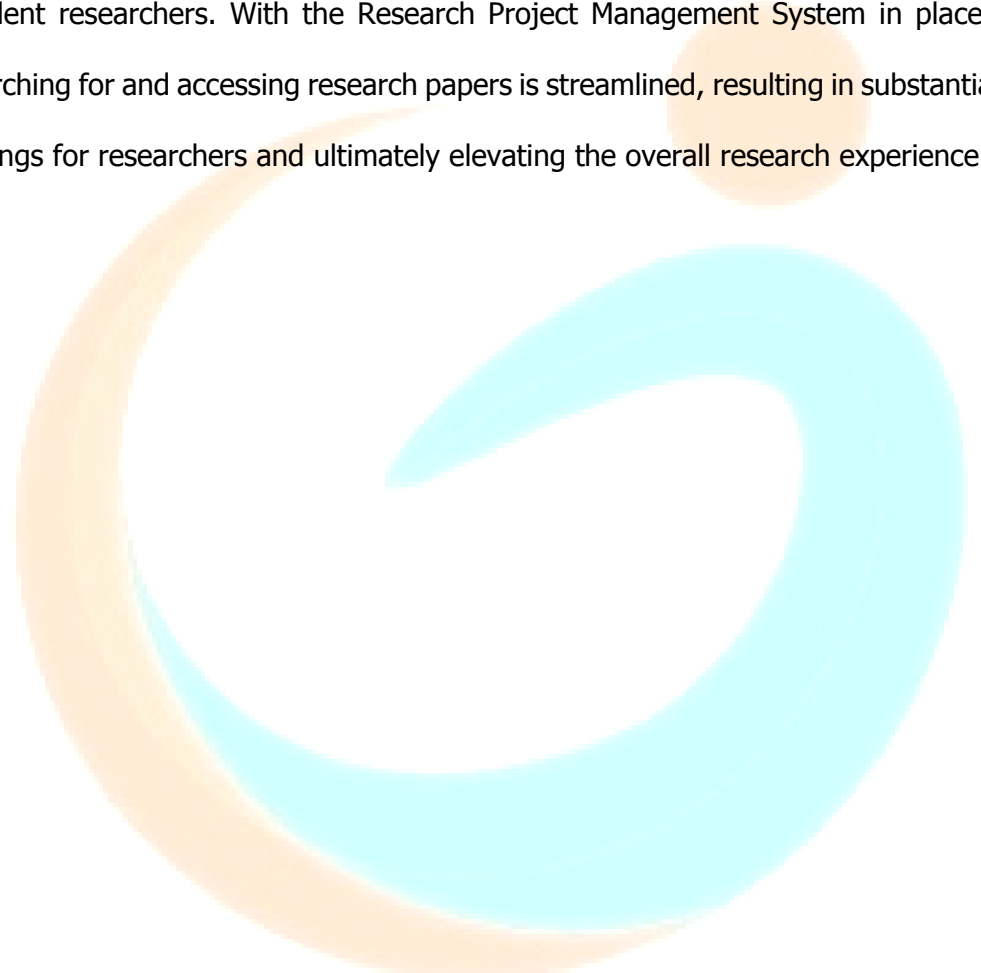 lent researchers. With the Research Project Management System in place
rching for and accessing research papers is streamlined, resulting in substantia
ngs for researchers and ultimately elevating the overall research experience